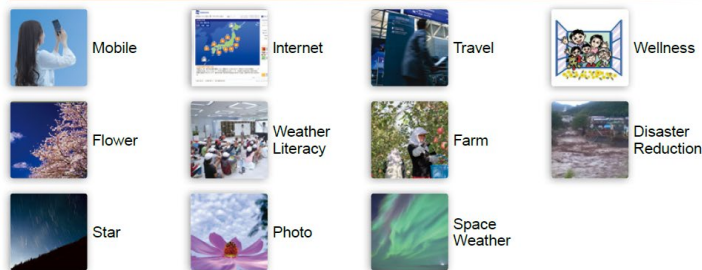 Mobile
Internet
Travel
Wellness
Flower
Weather
Literacy
Farm
Disaster
Reduction
Star
Photo
Space
Weather